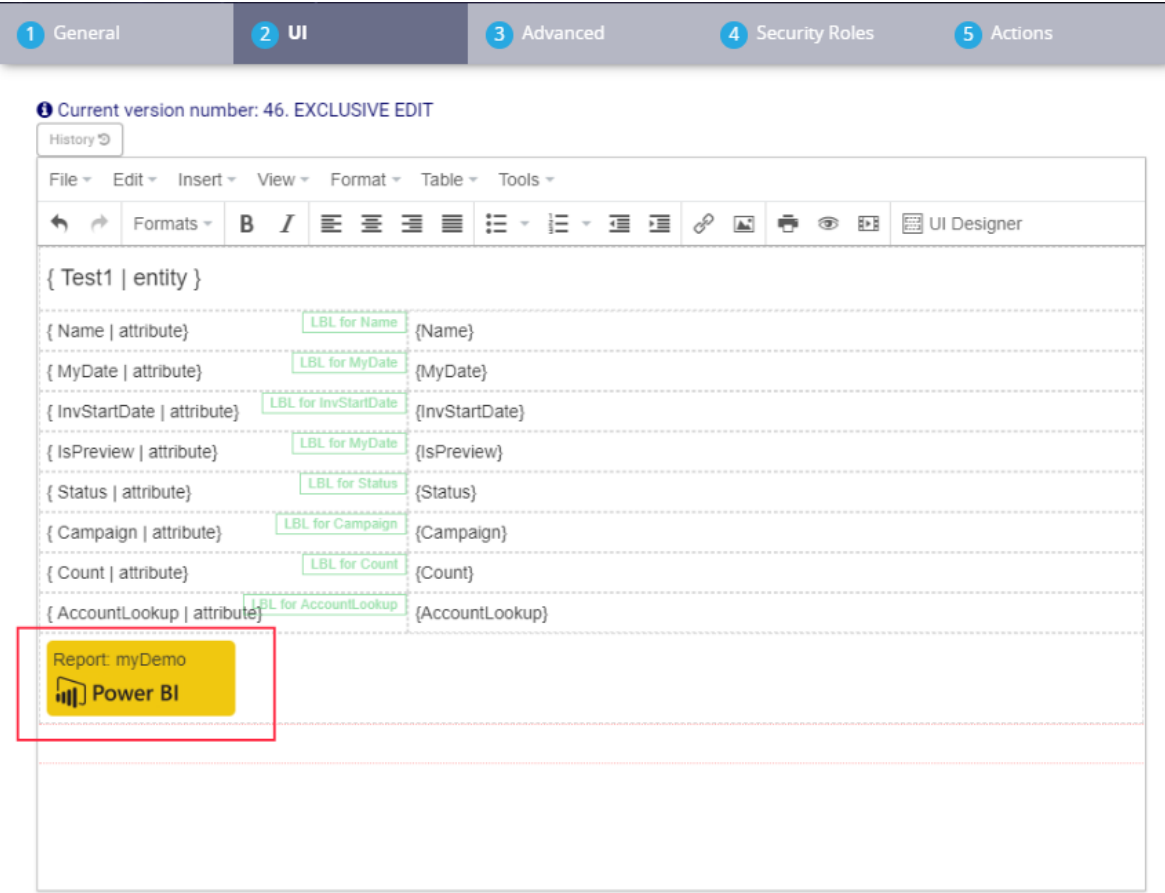 1 General 2 UI 3 Advanced 4 Security Roles 5 Actions
Current version number: 46. EXCLUSIVE EDIT
History
File Edit Insert View Format Table Tools
Formats B I UI Designer
{ Test1 | entity }
{ Name | attribute} LBL for Name {Name}
{ MyDate | attribute} LBL for MyDate {MyDate}
{ InvStartDate | attribute} LBL for InvStartDate {InvStartDate}
{ IsPreview | attribute} LBL for MyDate {IsPreview}
{ Status | attribute} LBL for Status {Status}
{ Campaign | attribute} LBL for Campaign {Campaign}
{ Count | attribute} LBL for Count {Count}
{ AccountLookup | attribute} LBL for AccountLookup {AccountLookup}
Report: myDemo
Power BI